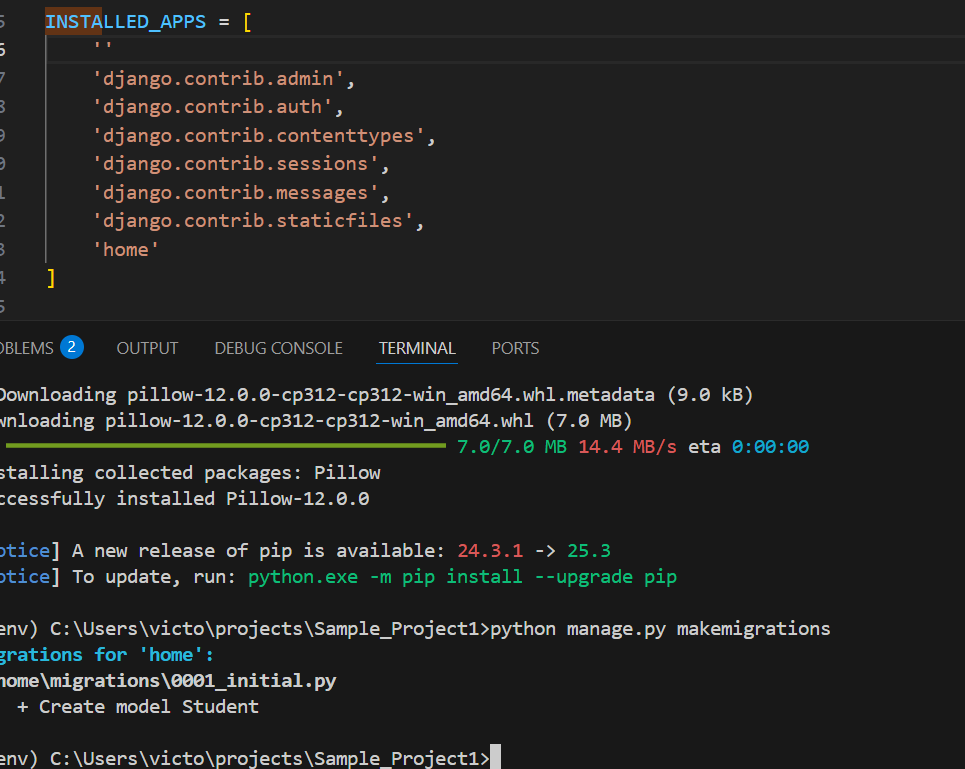 INSTALLED_APPS = [
''
'django.contrib.admin',
'django.contrib.auth',
'django.contrib.contenttypes',
'django.contrib.sessions',
'django.contrib.messages',
'django.contrib.staticfiles',
'home'
]
OBLEMS 2 OUTPUT DEBUG CONSOLE TERMINAL PORTS
Downloading pillow-12.0.0-cp312-cp312-win_amd64.whl.metadata (9.0 kB)
wnloading pillow-12.0.0-cp312-cp312-win_amd64.whl (7.0 MB)
7.0/7.0 MB 14.4 MB/s eta 0:00:00
stalling collected packages: Pillow
ccessfully installed Pillow-12.0.0
otice] A new release of pip is available: 24.3.1 -> 25.3
otice] To update, run: python.exe -m pip install --upgrade pip
env) C:\Users\victo\projects\Sample_Project1>python manage.py makemigrations
grations for 'home':
home\migrations\0001_initial.py
+ Create model Student
env) C:\Users\victo\projects\Sample_Project1>